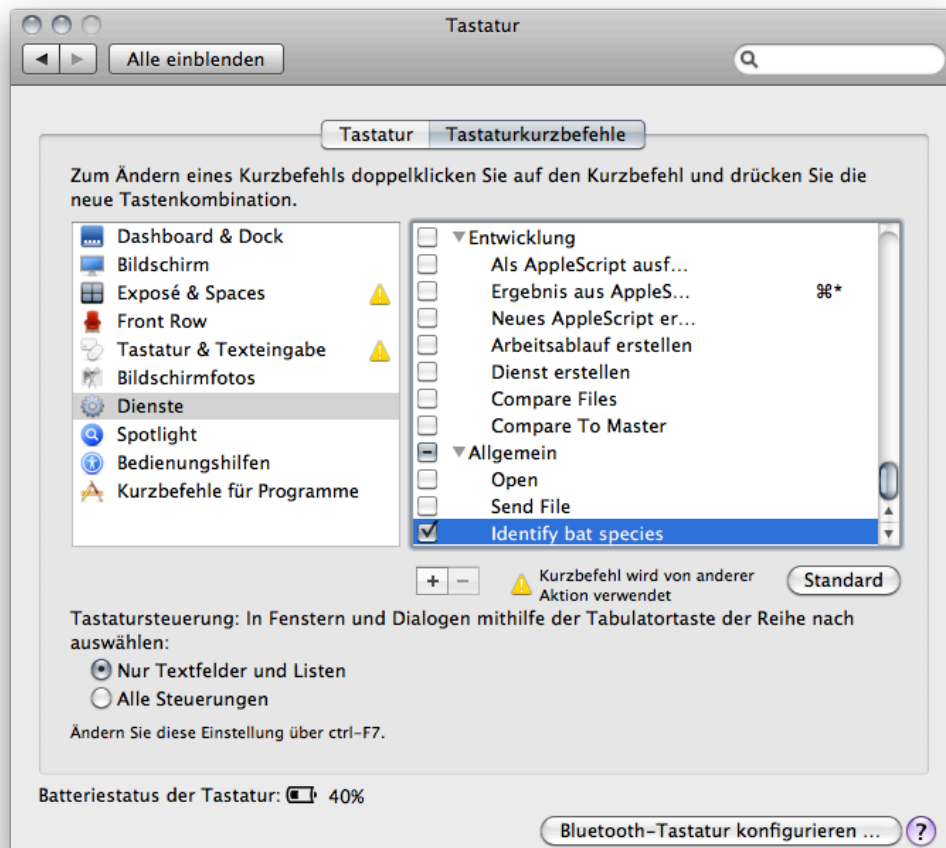 Tastatur
Alle einblenden
Tastatur
Tastaturkurzbefehle
Zum Ändern eines Kurzbefehls doppelklicken Sie auf den Kurzbefehl und drücken Sie die
neue Tastenkombination.
Dashboard & Dock
Bildschirm
Exposé & Spaces
Front Row
Tastatur & Texteingabe
Bildschirmfotos
Dienste
Spotlight
Bedienungshilfen
Kurzbefehle für Programme
Entwicklung
Als AppleScript ausf...
Ergebnis aus AppleS... ⌘*
Neues AppleScript er...
Arbeitsablauf erstellen
Dienst erstellen
Compare Files
Compare To Master
Allgemein
Open
Send File
Identify bat species
+ −
Kurzbefehl wird von anderer
Aktion verwendet
Standard
Tastatursteuerung: In Fenstern und Dialogen mithilfe der Tabulatortaste der Reihe nach
auswählen:
Nur Textfelder und Listen
Alle Steuerungen
Ändern Sie diese Einstellung über ctrl-F7.
Batteriestatus der Tastatur: 40%
Bluetooth-Tastatur konfigurieren ... ?